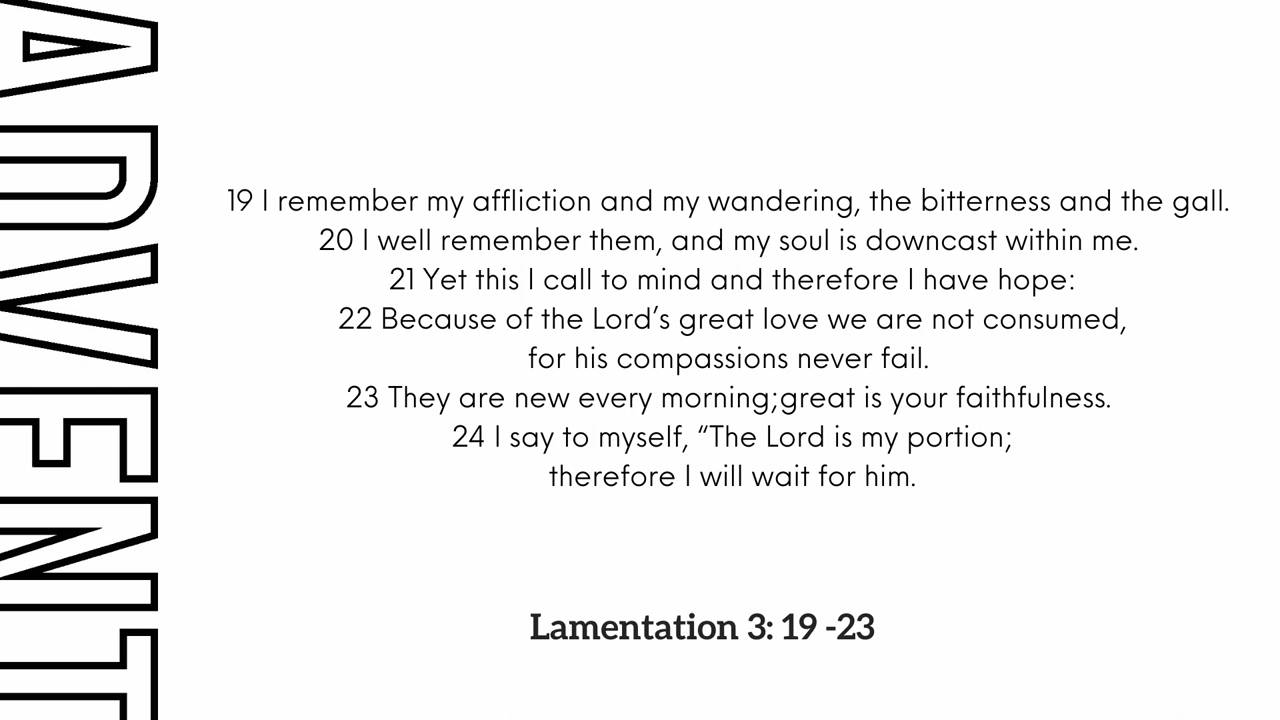 ADVENT
19 I remember my affliction and my wandering, the bitterness and the gall.
20 I well remember them, and my soul is downcast within me.
21 Yet this I call to mind and therefore I have hope:
22 Because of the Lord’s great love we are not consumed,
for his compassions never fail.
23 They are new every morning;great is your faithfulness.
24 I say to myself, “The Lord is my portion;
therefore I will wait for him.
Lamentation 3: 19 -23